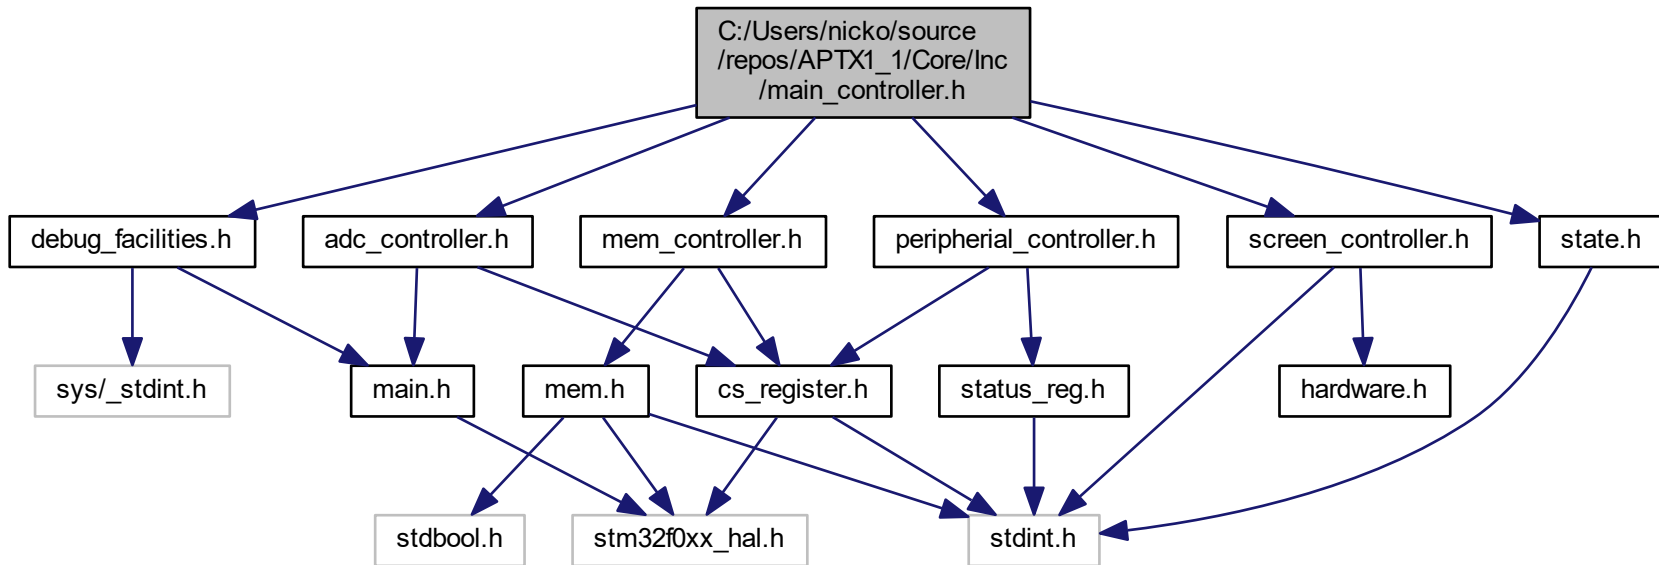 C:/Users/nicko/source
/repos/APTX1_1/Core/Inc
/main_controller.h
debug_facilities.h
adc_controller.h
mem_controller.h
peripherial_controller.h
screen_controller.h
state.h
sys/_stdint.h
main.h
mem.h
cs_register.h
status_reg.h
hardware.h
stdbool.h
stm32f0xx_hal.h
stdint.h